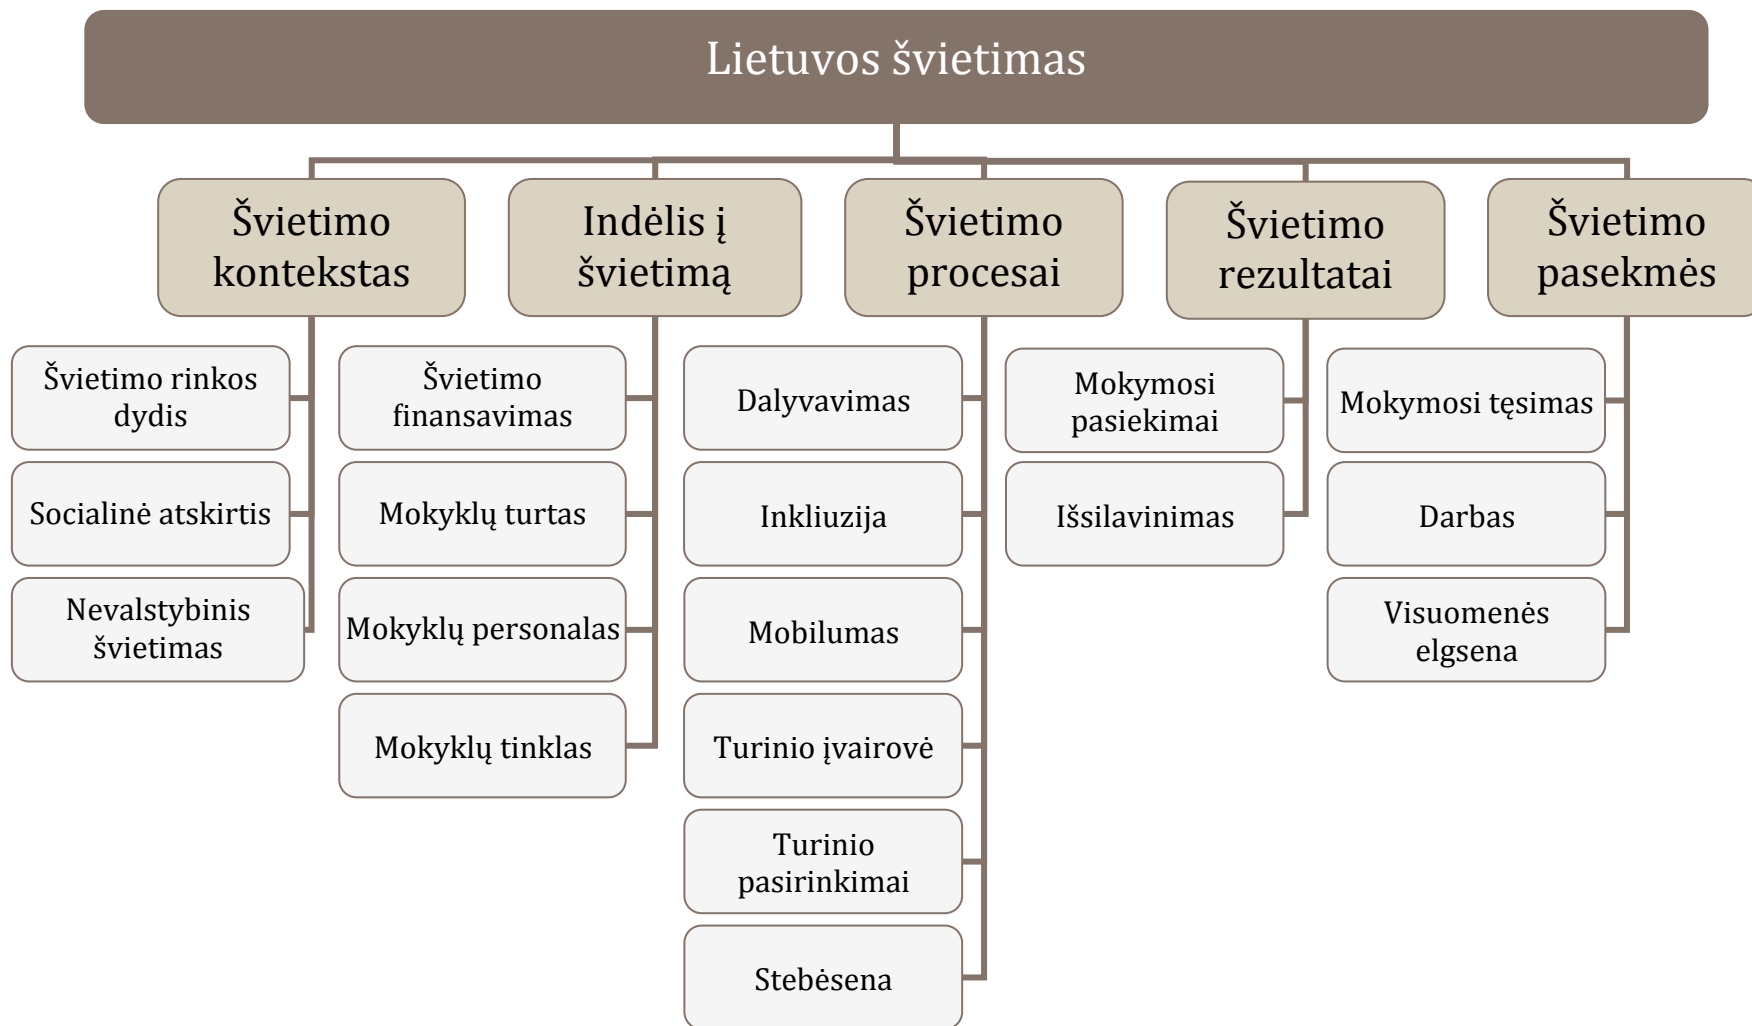 Lietuvos švietimas
Švietimo
kontekstas
Indėlis į
švietimą
Švietimo
procesai
Švietimo
rezultatai
Švietimo
pasekmės
Švietimo rinkos
dydis
Socialinė atskirtis
Nevalstybinis
švietimas
Švietimo
finansavimas
Mokyklų turtas
Mokyklų personalas
Mokyklų tinklas
Dalyvavimas
Inkliuzija
Mobilumas
Turinio įvairovė
Turinio
pasirinkimai
Stebėsena
Mokymosi
pasiekimai
Išsilavinimas
Mokymosi tęsimas
Darbas
Visuomenės
elgsena